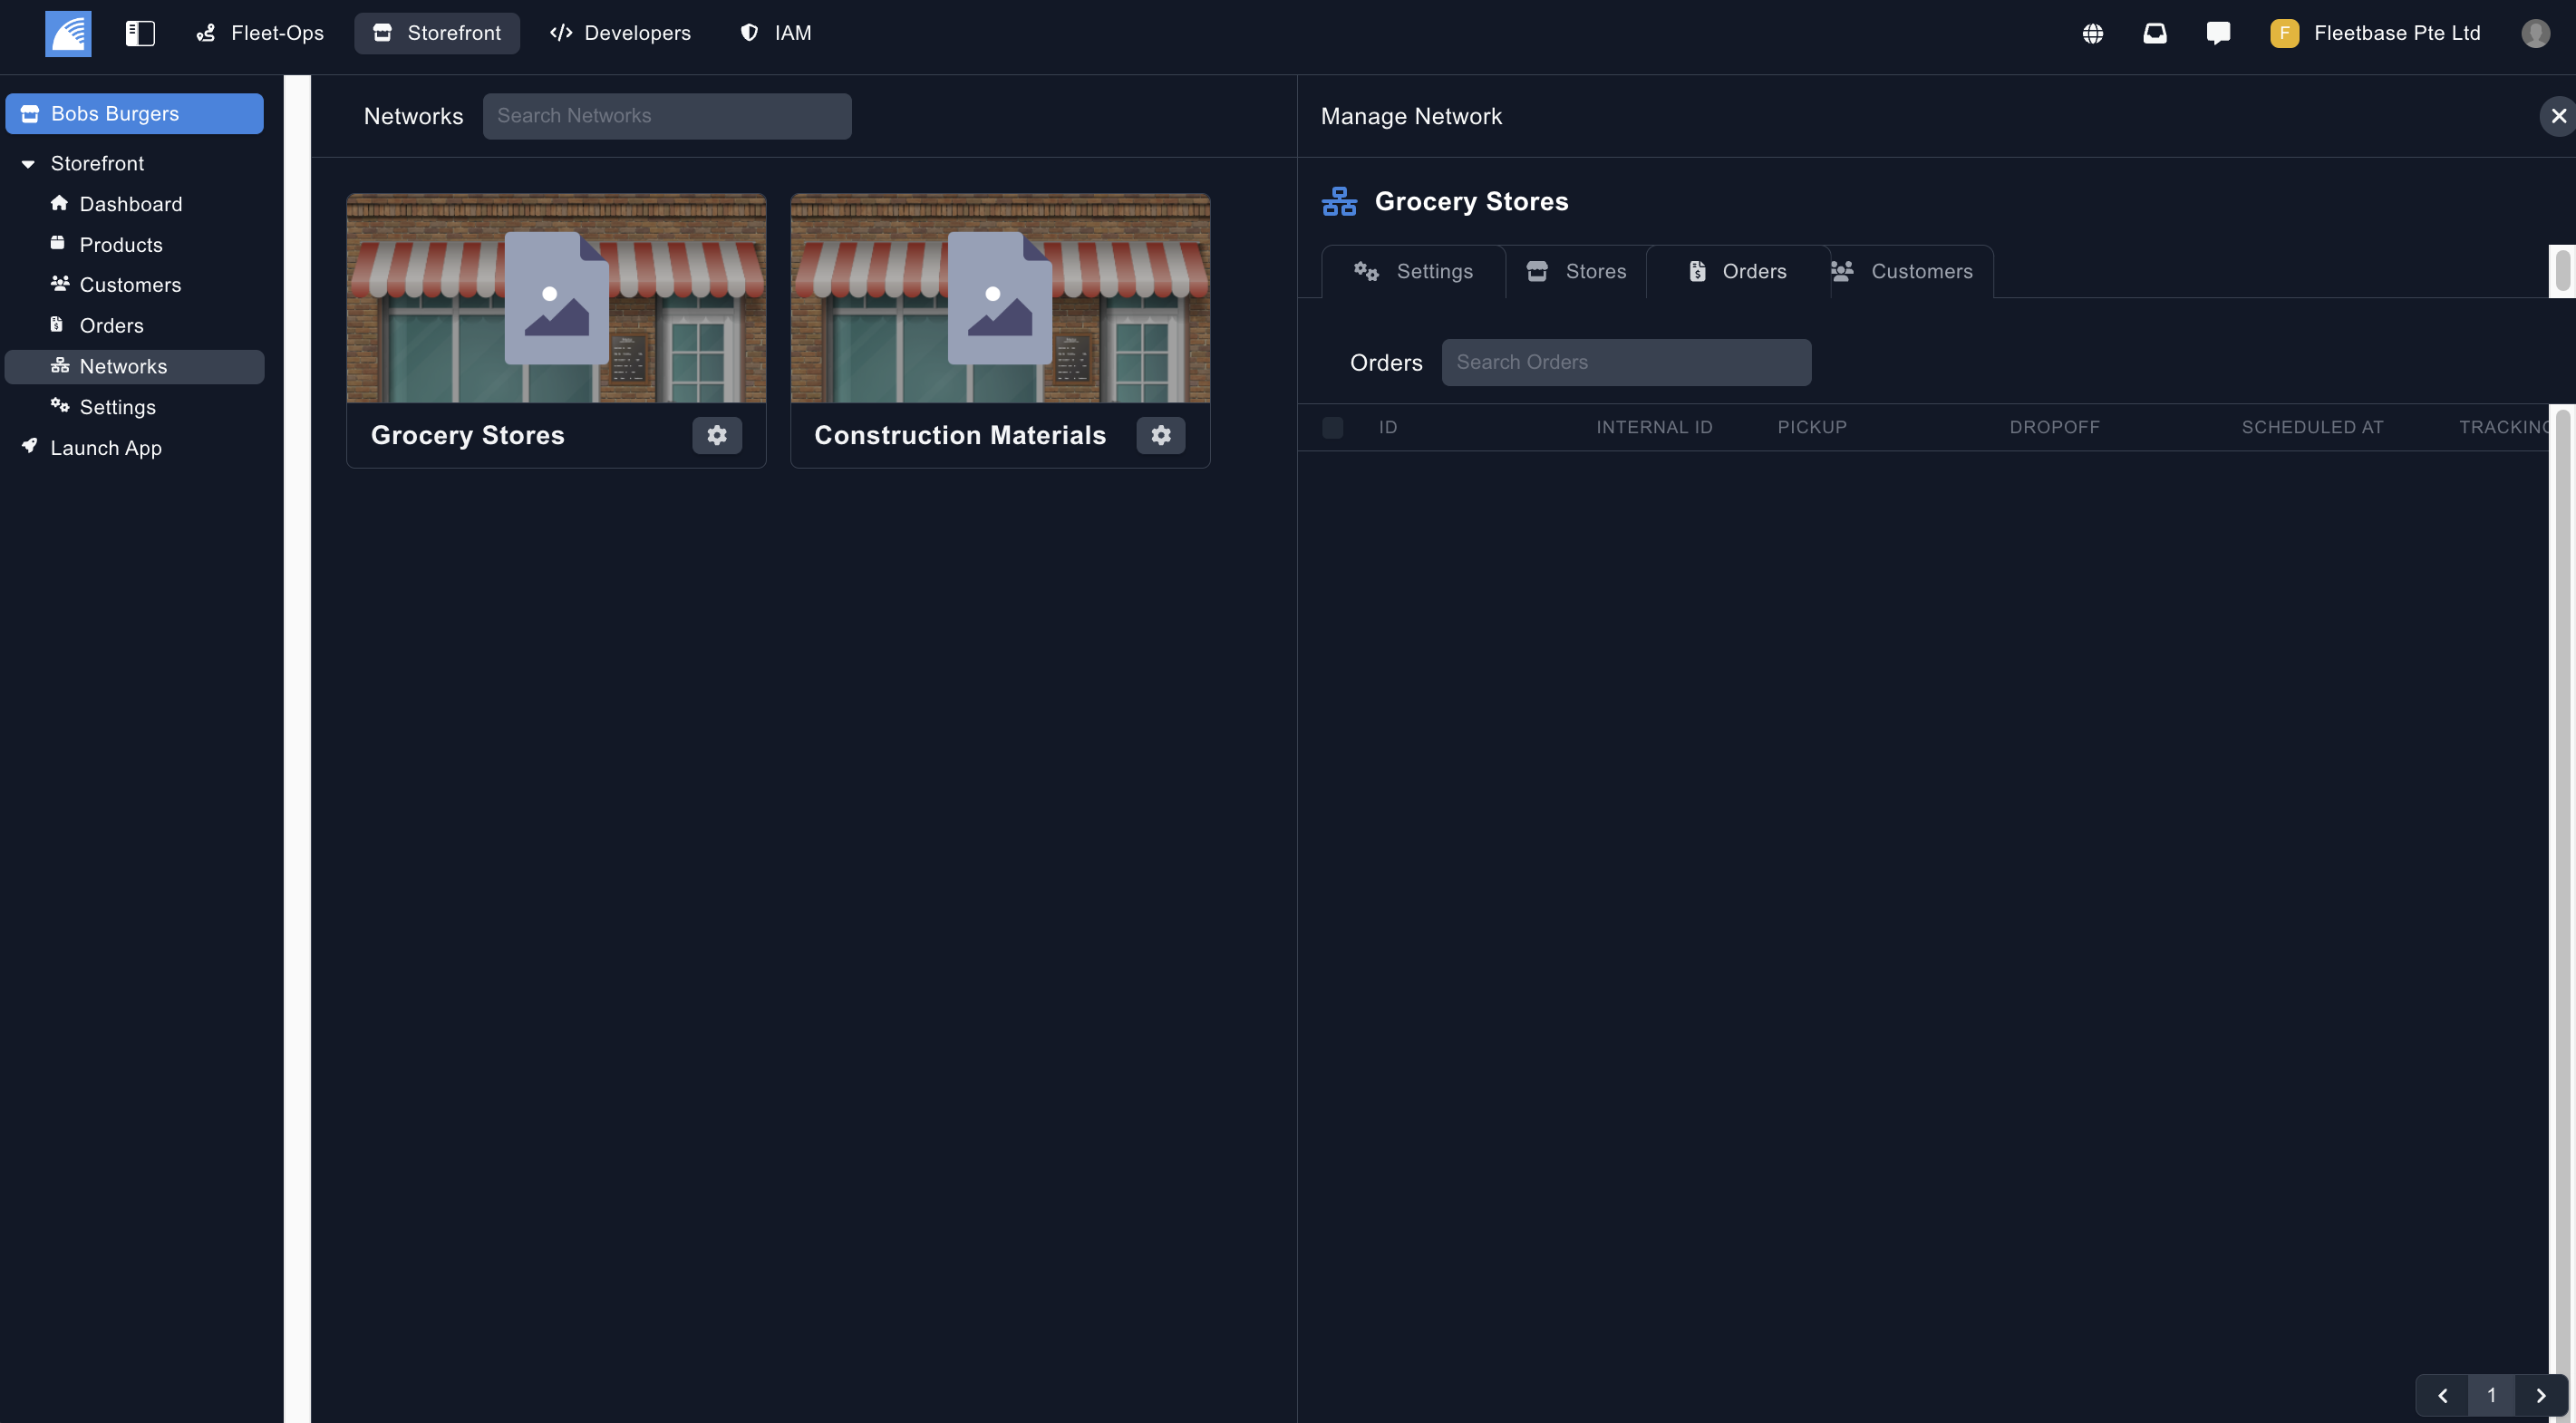 Fleet-Ops
Storefront
Developers
IAM
F
Fleetbase Pte Ltd
Bobs Burgers
Storefront
Dashboard
Products
Customers
Orders
Networks
Settings
Launch App
Networks
Search Networks
Grocery Stores
Construction Materials
Manage Network
Grocery Stores
Settings
Stores
Orders
Customers
Orders
Search Orders
ID
INTERNAL ID
PICKUP
DROPOFF
SCHEDULED AT
TRACKING
1